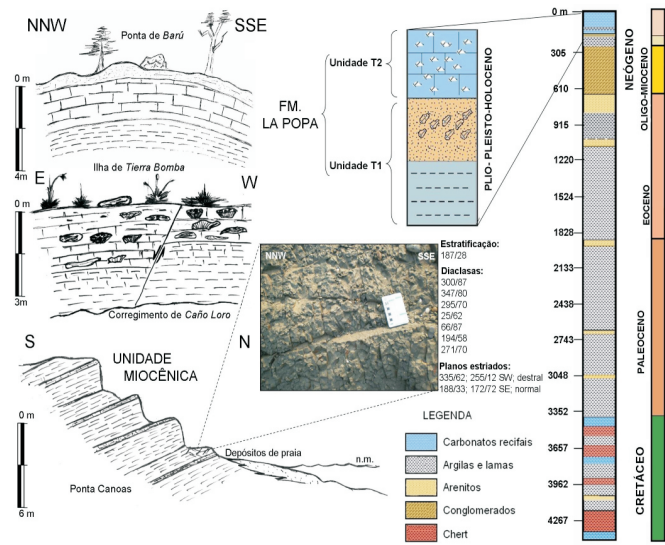 NNW
SSE
Ponta de Barú
0 m
4m
Ilha de Tierra Bomba
E
W
0 m
3m
Corregimento de Caño Loro
S
N
UNIDADE
MIOCÊNICA
0 m
6 m
Ponta Canoas
Depósitos de praia
n.m.
FM.
LA POPA
Unidade T2
Unidade T1
PLIO- PLEISTO-HOLOCENO
NNW
SSE
Estratificação:
187/28
Diaclasas:
300/87
347/80
295/70
25/62
66/87
194/58
271/70
Planos estriados:
335/62; 255/12 SW; destral
188/33; 172/72 SE; normal
LEGENDA
Carbonatos recifais
Argilas e lamas
Arenitos
Conglomerados
Chert
0 m
305
610
915
1220
1524
1828
2133
2438
2743
3048
3352
3657
3962
4267
NEÓGENO
OLIGO-MIOCENO
EOCENO
PALEOCENO
CRETÁCEO